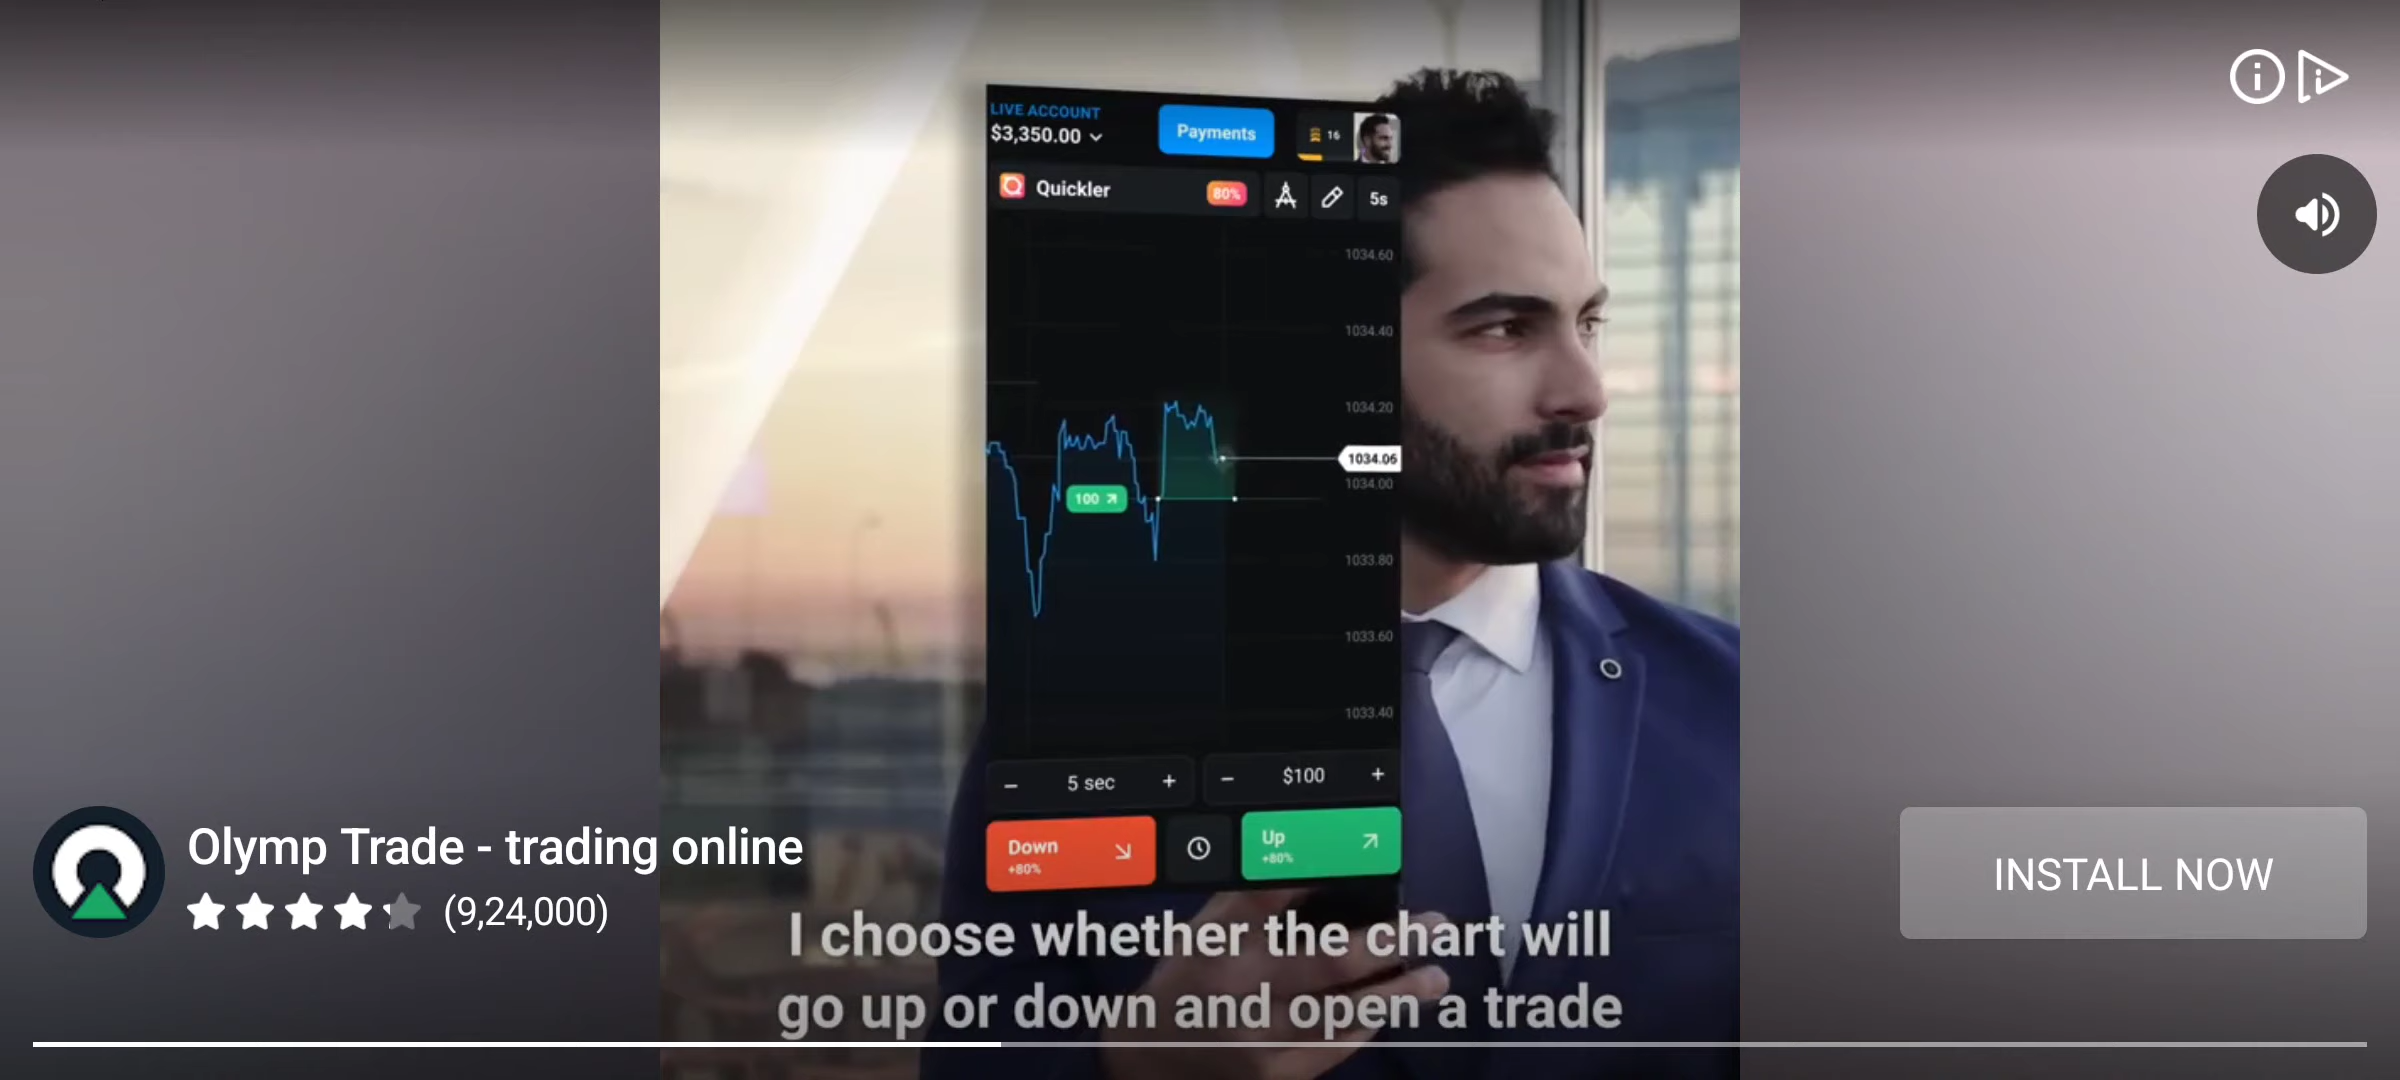 LIVE ACCOUNT
$3,350.00
Payments
16
Quickler
80%
5s
1034.60
1034.40
1034.20
1034.06
1034.00
100
1033.80
1033.60
1033.40
– 5 sec +
– $100 +
Down
+80%
Up
+80%
Olymp Trade - trading online
(9,24,000)
INSTALL NOW
I choose whether the chart will
go up or down and open a trade